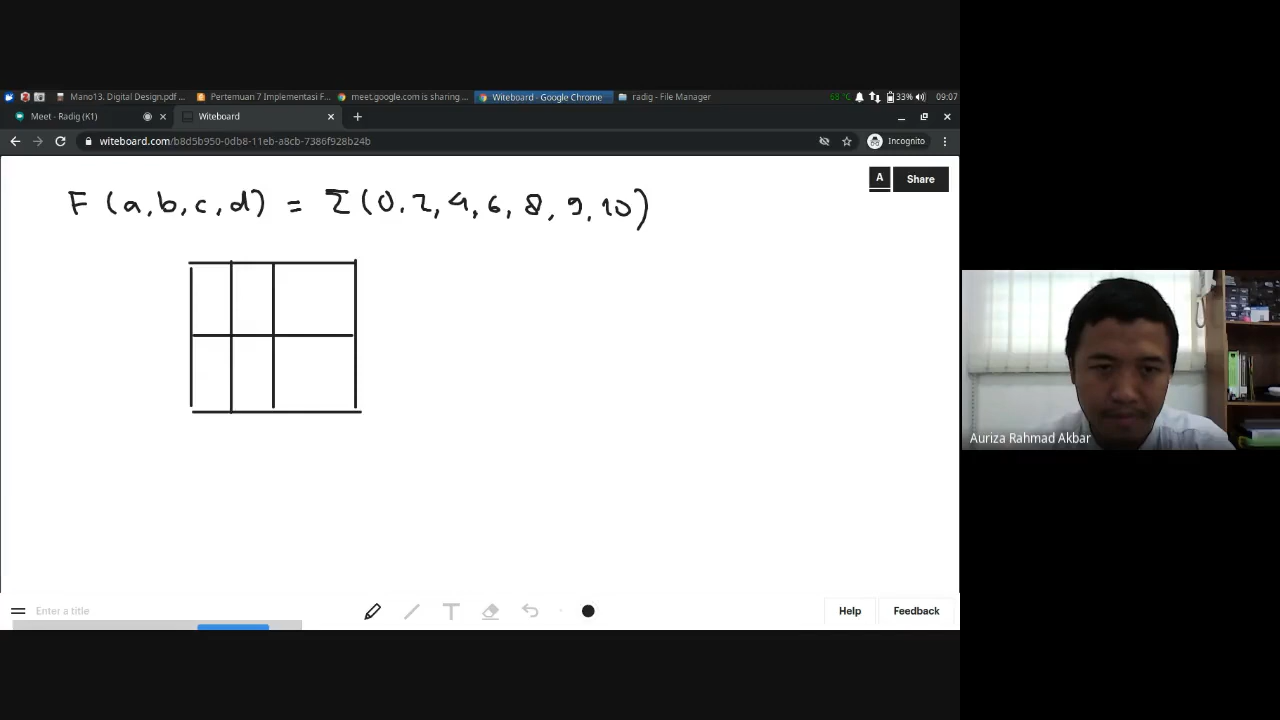 Mano13. Digital Design.pdf ...
Pertemuan 7 Implementasi F...
meet.google.com is sharing ...
Witeboard - Google Chrome
radig - File Manager
68 °C
33%
09:07
Meet - Radig (K1)
Witeboard
witeboard.com/b8d5b950-0db8-11eb-a8cb-7386f928b24b
Incognito
A
Share
F (a,b,c,d) = Σ(0,2,4,6,8,9,10)
Auriza Rahmad Akbar
Enter a title
T
Help
Feedback